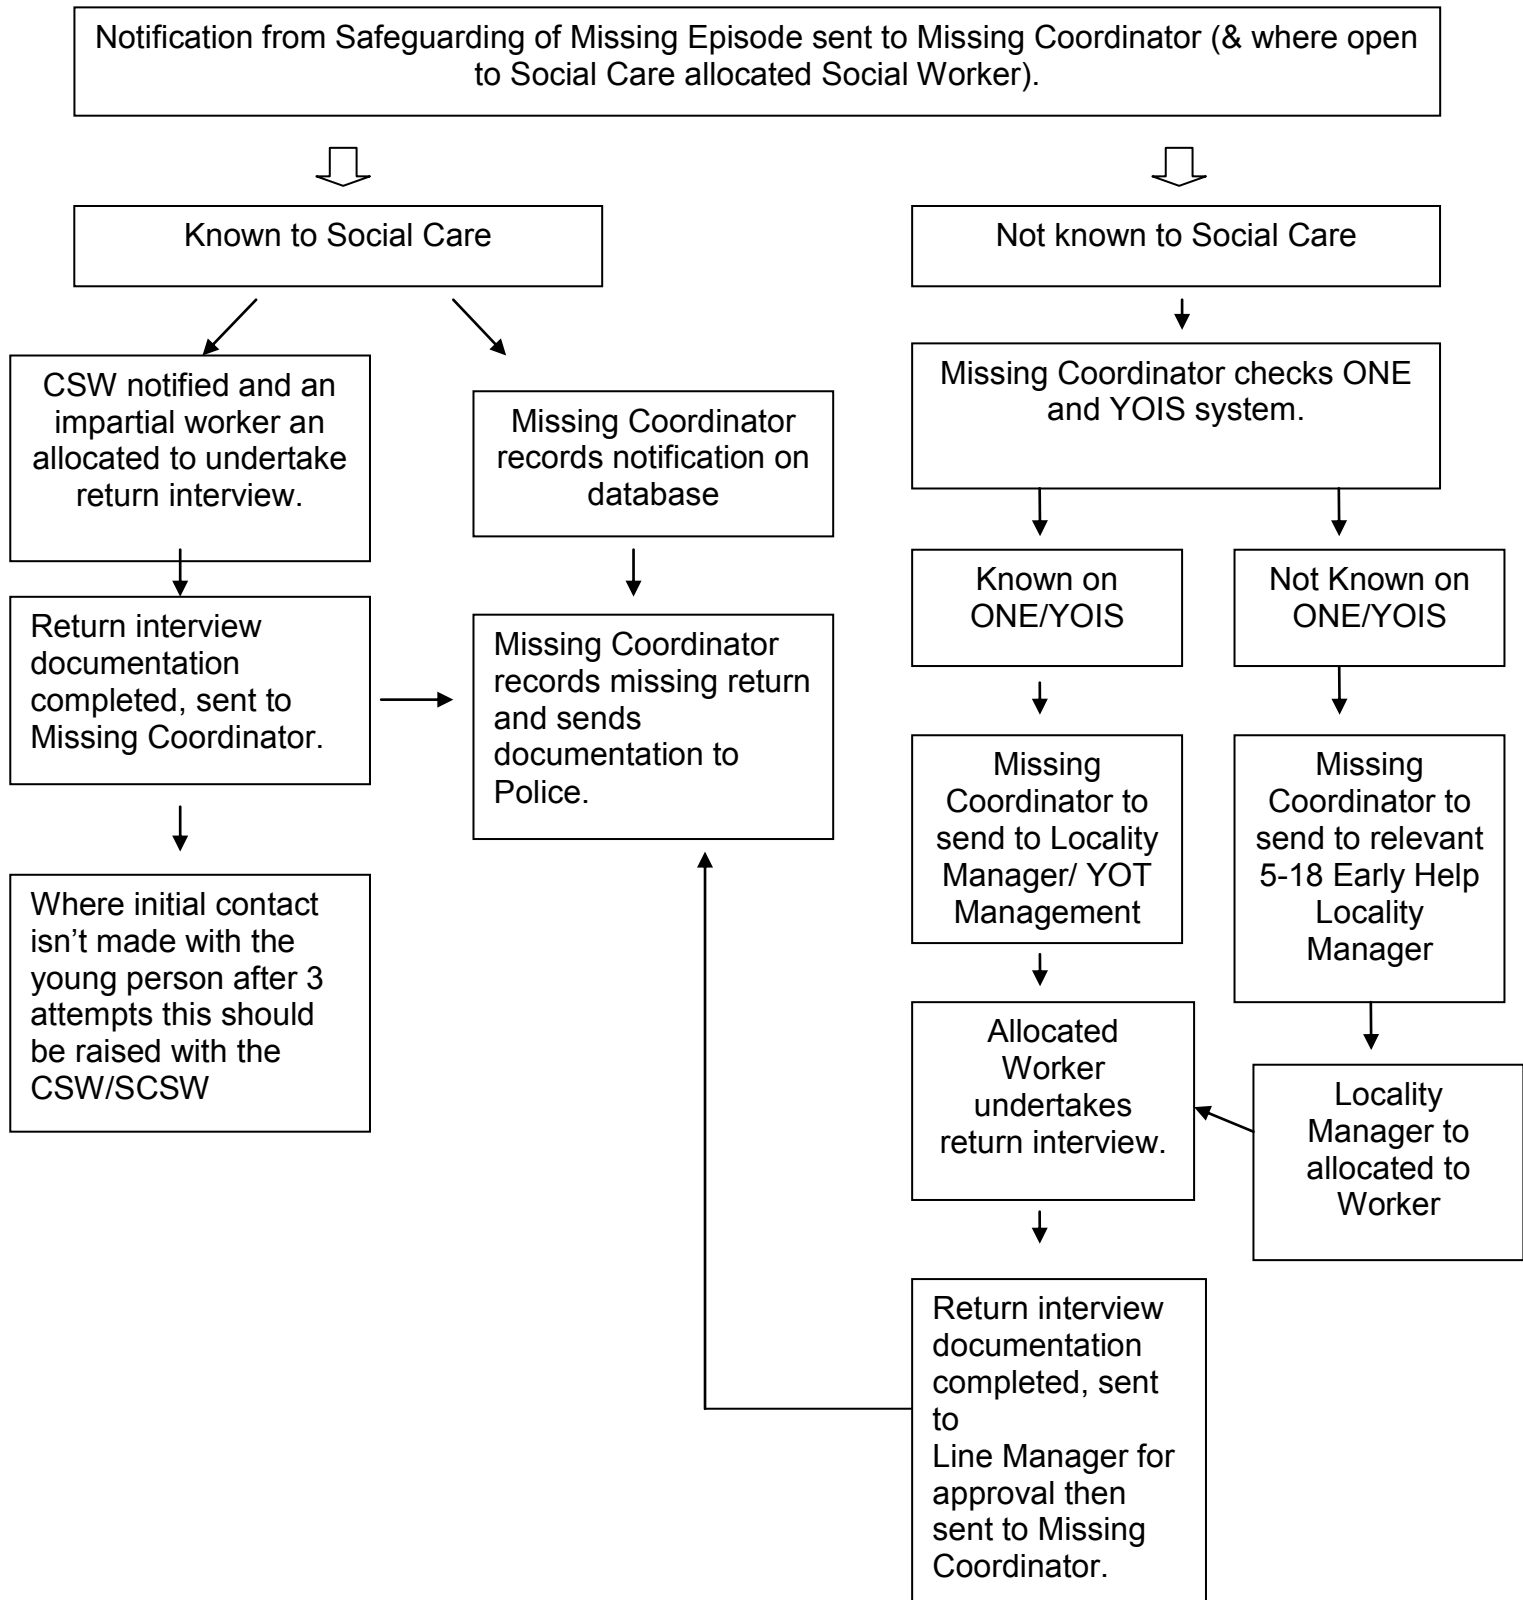 Notification from Safeguarding of Missing Episode sent to Missing Coordinator (& where open
to Social Care allocated Social Worker).
Known to Social Care
Not known to Social Care
CSW notified and an
impartial worker an
allocated to undertake
return interview.
Missing Coordinator
records notification on
database
Missing Coordinator checks ONE
and YOIS system.
Known on
ONE/YOIS
Not Known on
ONE/YOIS
Return interview
documentation
completed, sent to
Missing Coordinator.
Missing Coordinator
records missing return
and sends
documentation to
Police.
Missing
Coordinator to
send to Locality
Manager/ YOT
Management
Missing
Coordinator to
send to relevant
5-18 Early Help
Locality
Manager
Where initial contact
isn’t made with the
young person after 3
attempts this should
be raised with the
CSW/SCSW
Allocated
Worker
undertakes
return interview.
Locality
Manager to
allocated to
Worker
Return interview
documentation
completed, sent
to
Line Manager for
approval then
sent to Missing
Coordinator.